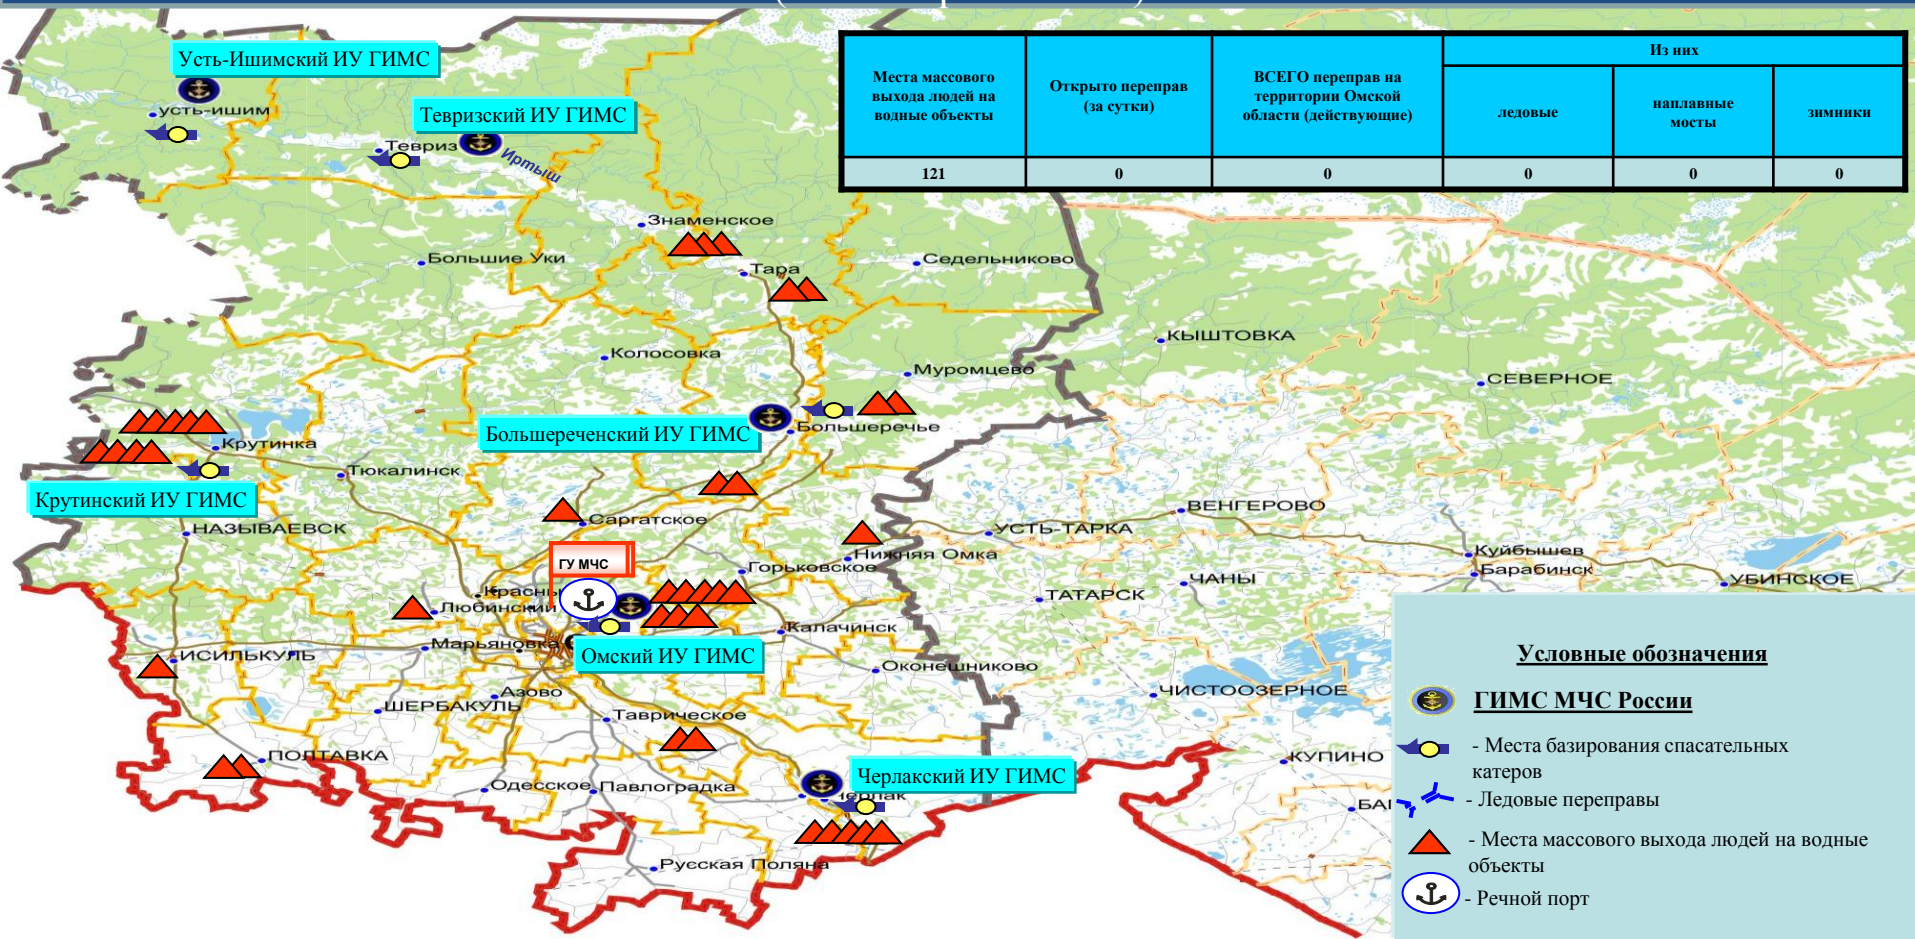 Усть-Ишимский ИУ ГИМС
усть-ишим
Тевризский ИУ ГИМС
Тевриз
Иртыш
Места массового
выхода людей на
водные объекты
Открыто переправ
(за сутки)
ВСЕГО переправ на
территории Омской
области (действующие)
Из них
ледовые
наплавные
мосты
зимники
121
0
0
0
0
0
Знаменское
Большие Уки
Тара
Седельниково
КЫШТОВКА
Колосовка
Муромцево
СЕВЕРНОЕ
Большереченский ИУ ГИМС
Большеречье
Крутинка
Тюкалинск
Крутинский ИУ ГИМС
НАЗЫВАЕВСК
Саргатское
ВЕНГЕРОВО
УСТЬ-ТАРКА
Нижняя Омка
Куйбышев
Барабинск
ГУ МЧС
Горьковское
ЧАНЫ
УБИНСКОЕ
Красны
Любинский
ТАТАРСК
Калачинск
Марьяновка
ИСИЛЬКУЛЬ
Омский ИУ ГИМС
Оконешниково
Азово
ШЕРБАКУЛЬ
ЧИСТООЗЕРНОЕ
Таврическое
ПОЛТАВКА
КУПИНО
Одесское
Павлоградка
Черлакский ИУ ГИМС
Черлак
БАГ
Русская Поляна
Условные обозначения
ГИМС МЧС России
- Места базирования спасательных
катеров
- Ледовые переправы
- Места массового выхода людей на водные
объекты
- Речной порт